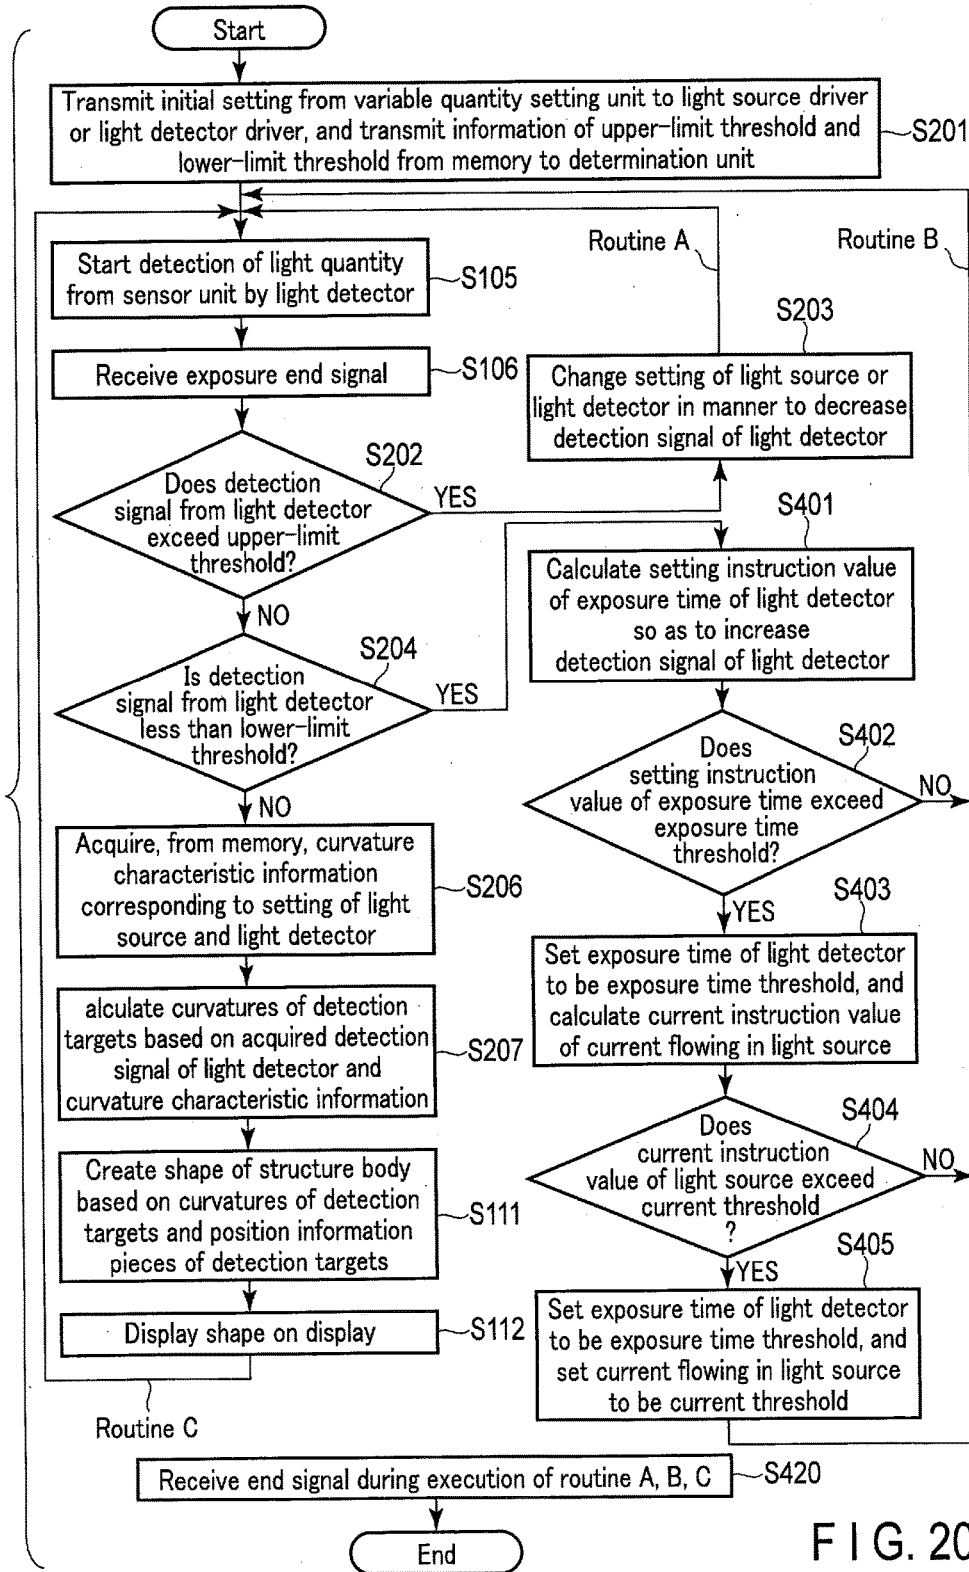 Start
Transmit initial setting from variable quantity setting unit to light source driver
or light detector driver, and transmit information of upper-limit threshold and
lower-limit threshold from memory to determination unit
S201
Routine A
Routine B
Start detection of light quantity
from sensor unit by light detector
S105
Receive exposure end signal
S106
S203
Change setting of light source or
light detector in manner to decrease
detection signal of light detector
S202
Does detection
signal from light detector
exceed upper-limit
threshold?
YES
NO
S401
Calculate setting instruction value
of exposure time of light detector
so as to increase
detection signal of light detector
S204
Is detection
signal from light detector
less than lower-limit
threshold?
YES
NO
S402
Does
setting instruction
value of exposure time exceed
exposure time
threshold?
NO
YES
Acquire, from memory, curvature
characteristic information
corresponding to setting of light
source and light detector
S206
S403
Set exposure time of light detector
to be exposure time threshold, and
calculate current instruction value
of current flowing in light source
alculate curvatures of detection
targets based on acquired detection
signal of light detector and
curvature characteristic information
S207
S404
Does
current instruction
value of light source exceed
current threshold
?
NO
YES
Create shape of structure body
based on curvatures of detection
targets and position information
pieces of detection targets
S111
S405
Set exposure time of light detector
to be exposure time threshold, and
set current flowing in light source
to be current threshold
Display shape on display
S112
Routine C
Receive end signal during execution of routine A, B, C
S420
End
FIG. 20